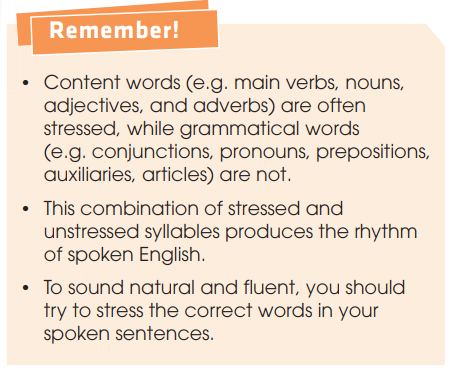 Remember!
• Content words (e.g. main verbs, nouns,
adjectives, and adverbs) are often
stressed, while grammatical words
(e.g. conjunctions, pronouns, prepositions,
auxiliaries, articles) are not.
• This combination of stressed and
unstressed syllables produces the rhythm
of spoken English.
• To sound natural and fluent, you should
try to stress the correct words in your
spoken sentences.